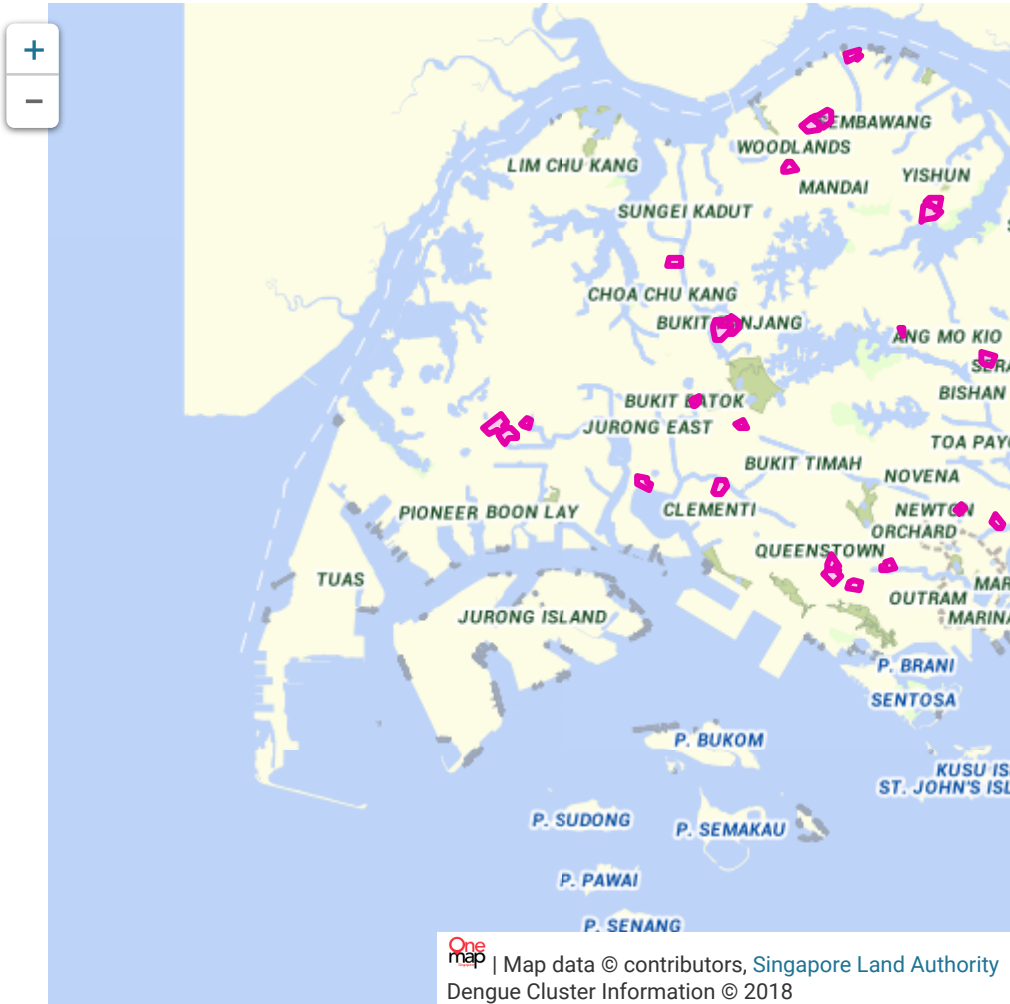 +
−
SEMBAWANG
WOODLANDS
LIM CHU KANG
YISHUN
MANDAI
SUNGEI KADUT
CHOA CHU KANG
BUKIT PANJANG
ANG MO KIO
SERA
BISHAN
BUKIT BATOK
JURONG EAST
TOA PAYO
BUKIT TIMAH
NOVENA
PIONEER BOON LAY
CLEMENTI
NEWTON
ORCHARD
QUEENSTOWN
TUAS
MAR
OUTRAM
JURONG ISLAND
MARINA
P. BRANI
SENTOSA
P. BUKOM
KUSU IS
ST. JOHN'S ISL
P. SUDONG
P. SEMAKAU
P. PAWAI
P. SENANG
One
map | Map data © contributors, Singapore Land Authority
Dengue Cluster Information © 2018